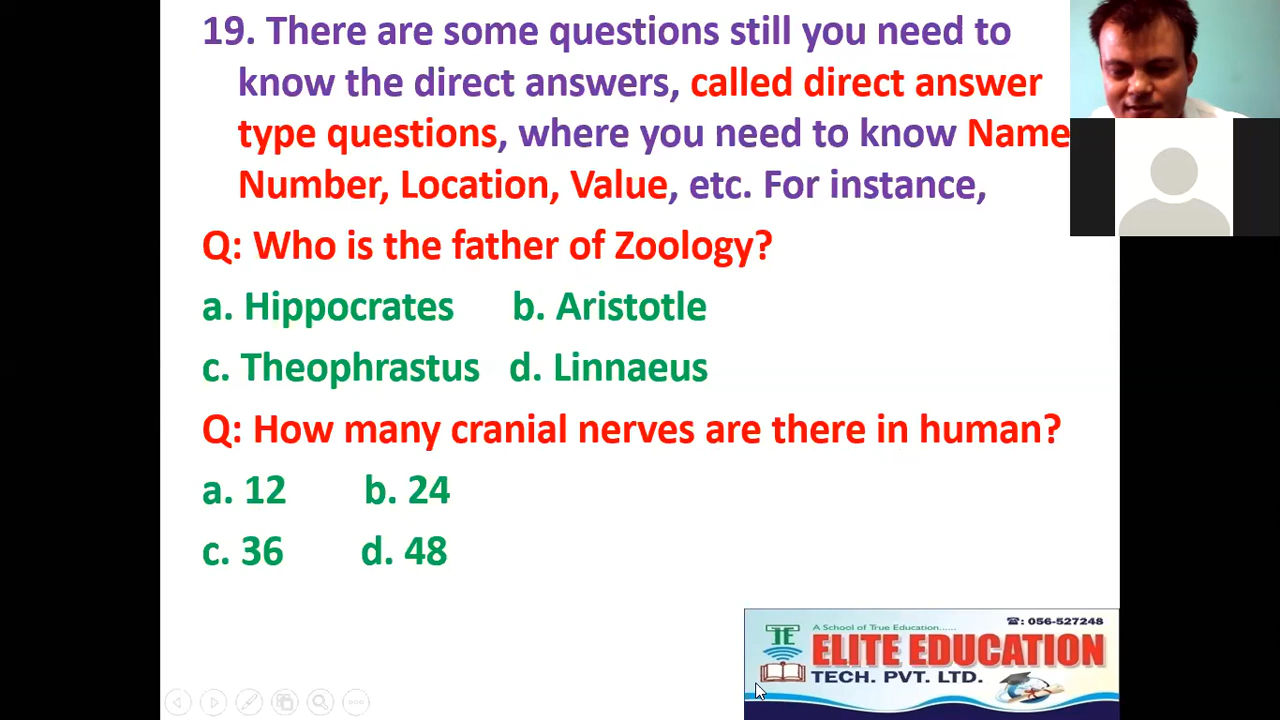 19. There are some questions still you need to
know the direct answers, called direct answer
type questions, where you need to know Name
Number, Location, Value, etc. For instance,
Q: Who is the father of Zoology?
a. Hippocrates b. Aristotle
c. Theophrastus d. Linnaeus
Q: How many cranial nerves are there in human?
a. 12 b. 24
c. 36 d. 48
☎: 056-527248
A School of True Education......
ELITE EDUCATION
TECH. PVT. LTD.